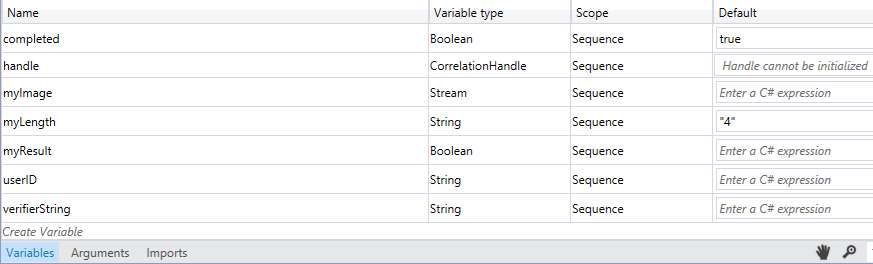 Name Variable type Scope Default
completed Boolean Sequence true
handle CorrelationHandle Sequence Handle cannot be initialized
myImage Stream Sequence Enter a C# expression
myLength String Sequence "4"
myResult Boolean Sequence Enter a C# expression
userID String Sequence Enter a C# expression
verifierString String Sequence Enter a C# expression
Create Variable
Variables Arguments Imports